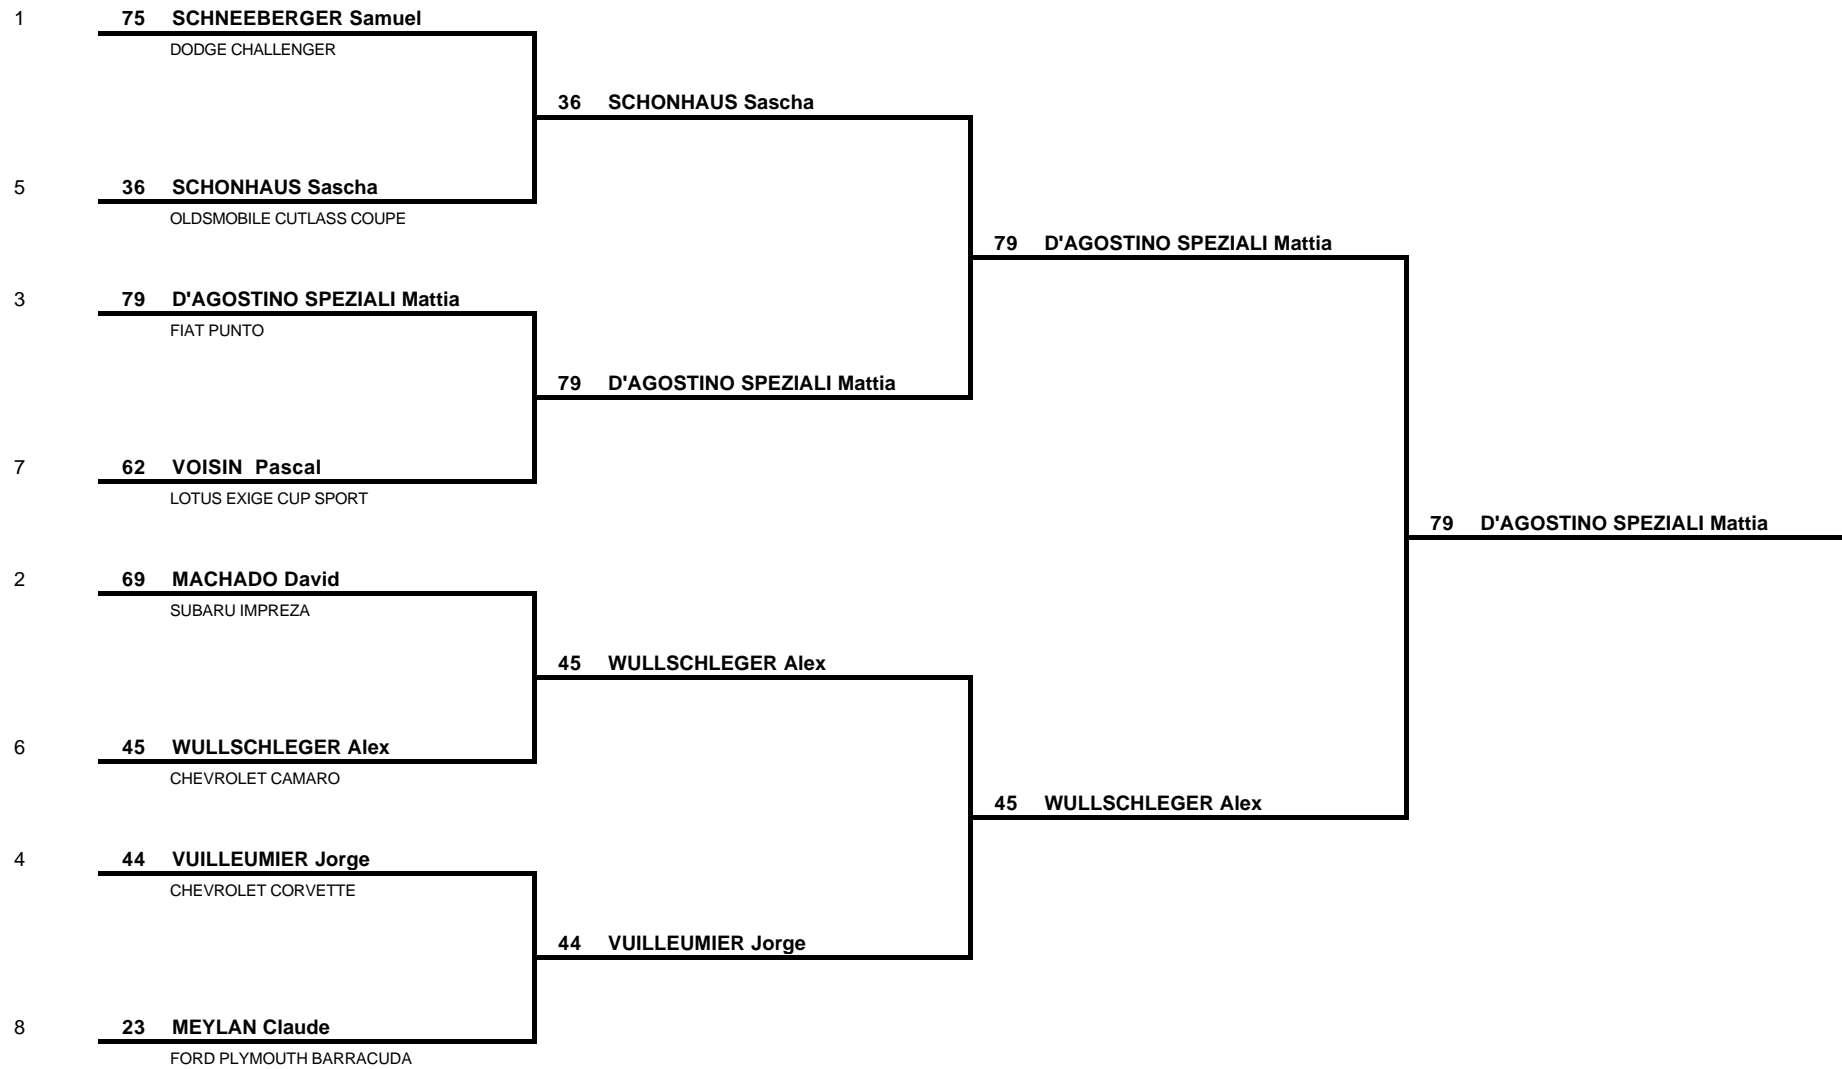 1 75 SCHNEEBERGER Samuel
DODGE CHALLENGER
36 SCHONHAUS Sascha
5 36 SCHONHAUS Sascha
OLDSMOBILE CUTLASS COUPE
79 D'AGOSTINO SPEZIALI Mattia
3 79 D'AGOSTINO SPEZIALI Mattia
FIAT PUNTO
79 D'AGOSTINO SPEZIALI Mattia
7 62 VOISIN  Pascal
LOTUS EXIGE CUP SPORT
79 D'AGOSTINO SPEZIALI Mattia
2 69 MACHADO David
SUBARU IMPREZA
45 WULLSCHLEGER Alex
6 45 WULLSCHLEGER Alex
CHEVROLET CAMARO
45 WULLSCHLEGER Alex
4 44 VUILLEUMIER Jorge
CHEVROLET CORVETTE
44 VUILLEUMIER Jorge
8 23 MEYLAN Claude
FORD PLYMOUTH BARRACUDA